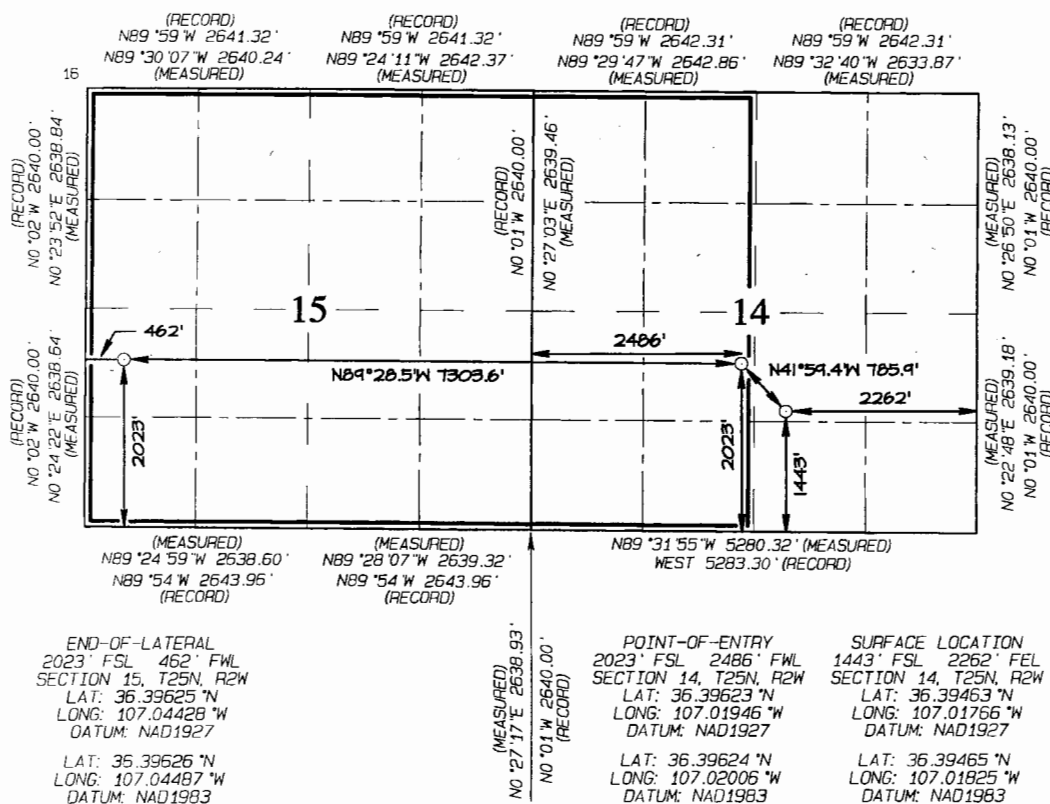 (RECORD)
N89°59'W 2641.32'
N89°30'07"W 2640.24'
(MEASURED)
(RECORD)
N89°59'W 2641.32'
N89°24'11"W 2642.37'
(MEASURED)
(RECORD)
N89°59'W 2642.31'
N89°29'47"W 2642.86'
(MEASURED)
(RECORD)
N89°59'W 2642.31'
N89°32'40"W 2633.87'
(MEASURED)
16
(RECORD)
N0°02'W 2640.00'
N0°23'52"E 2638.84'
(MEASURED)
(RECORD)
N0°01'W 2640.00'
N0°27'03"E 2639.46'
(MEASURED)
(MEASURED)
N0°26'50"E 2638.13'
N0°01'W 2640.00'
(RECORD)
15
14
462'
2486'
N89°28.5'W 7303.6'
N41°59.4'W 785.9'
2262'
(RECORD)
N0°02'W 2640.00'
N0°24'22"E 2638.64'
(MEASURED)
2023'
2023'
1443'
(MEASURED)
N0°22'48"E 2639.18'
N0°01'W 2640.00'
(RECORD)
(MEASURED)
N89°24'59"W 2638.60'
N89°54'W 2643.96'
(RECORD)
(MEASURED)
N89°28'07"W 2639.32'
N89°54'W 2643.96'
(RECORD)
N89°31'55"W 5280.32' (MEASURED)
WEST 5283.30' (RECORD)
(MEASURED)
N0°27'17"E 2638.93'
N0°01'W 2640.00'
(RECORD)
END-OF-LATERAL
2023' FSL 462' FWL
SECTION 15, T25N, R2W
LAT: 36.39625°N
LONG: 107.04428°W
DATUM: NAD1927
LAT: 36.39626°N
LONG: 107.04487°W
DATUM: NAD1983
POINT-OF-ENTRY
2023' FSL 2486' FWL
SECTION 14, T25N, R2W
LAT: 36.39623°N
LONG: 107.01946°W
DATUM: NAD1927
LAT: 36.39624°N
LONG: 107.02006°W
DATUM: NAD1983
SURFACE LOCATION
1443' FSL 2262' FEL
SECTION 14, T25N, R2W
LAT: 36.39463°N
LONG: 107.01766°W
DATUM: NAD1927
LAT: 36.39465°N
LONG: 107.01825°W
DATUM: NAD1983